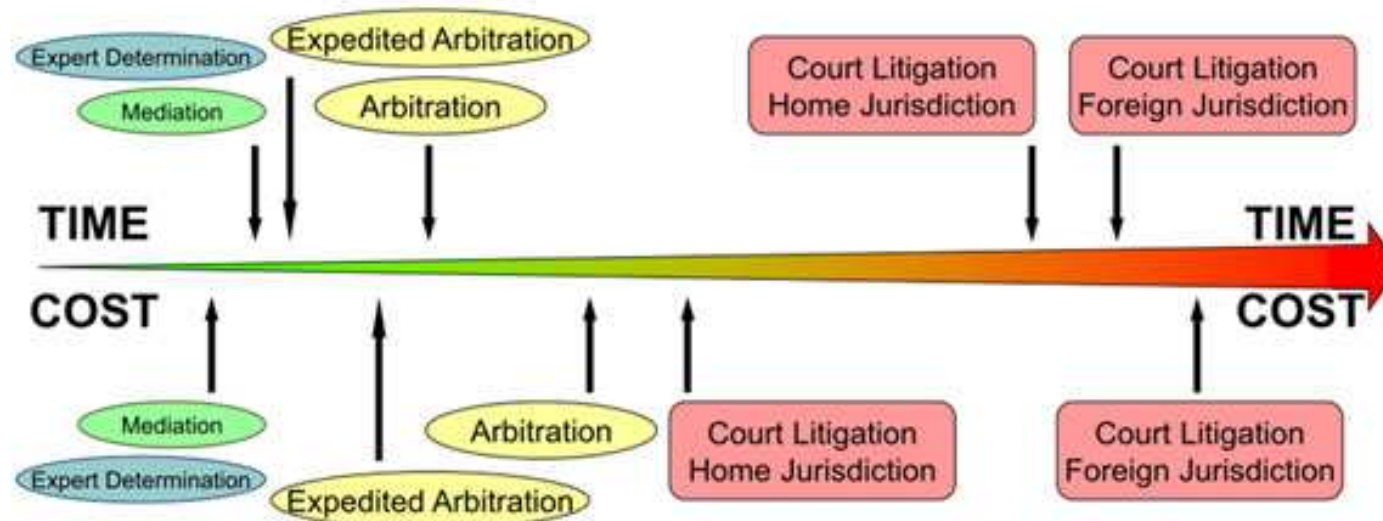 Expert Determination
Mediation
Expedited Arbitration
Arbitration
Court Litigation
Home Jurisdiction
Court Litigation
Foreign Jurisdiction
TIME
TIME
COST
COST
Mediation
Expert Determination
Expedited Arbitration
Arbitration
Court Litigation
Home Jurisdiction
Court Litigation
Foreign Jurisdiction